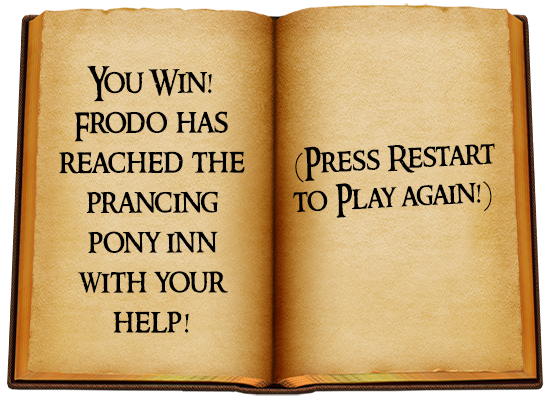 You Win!
Frodo has
reached the
prancing
pony inn
with your
help!
(Press Restart
to Play again!)